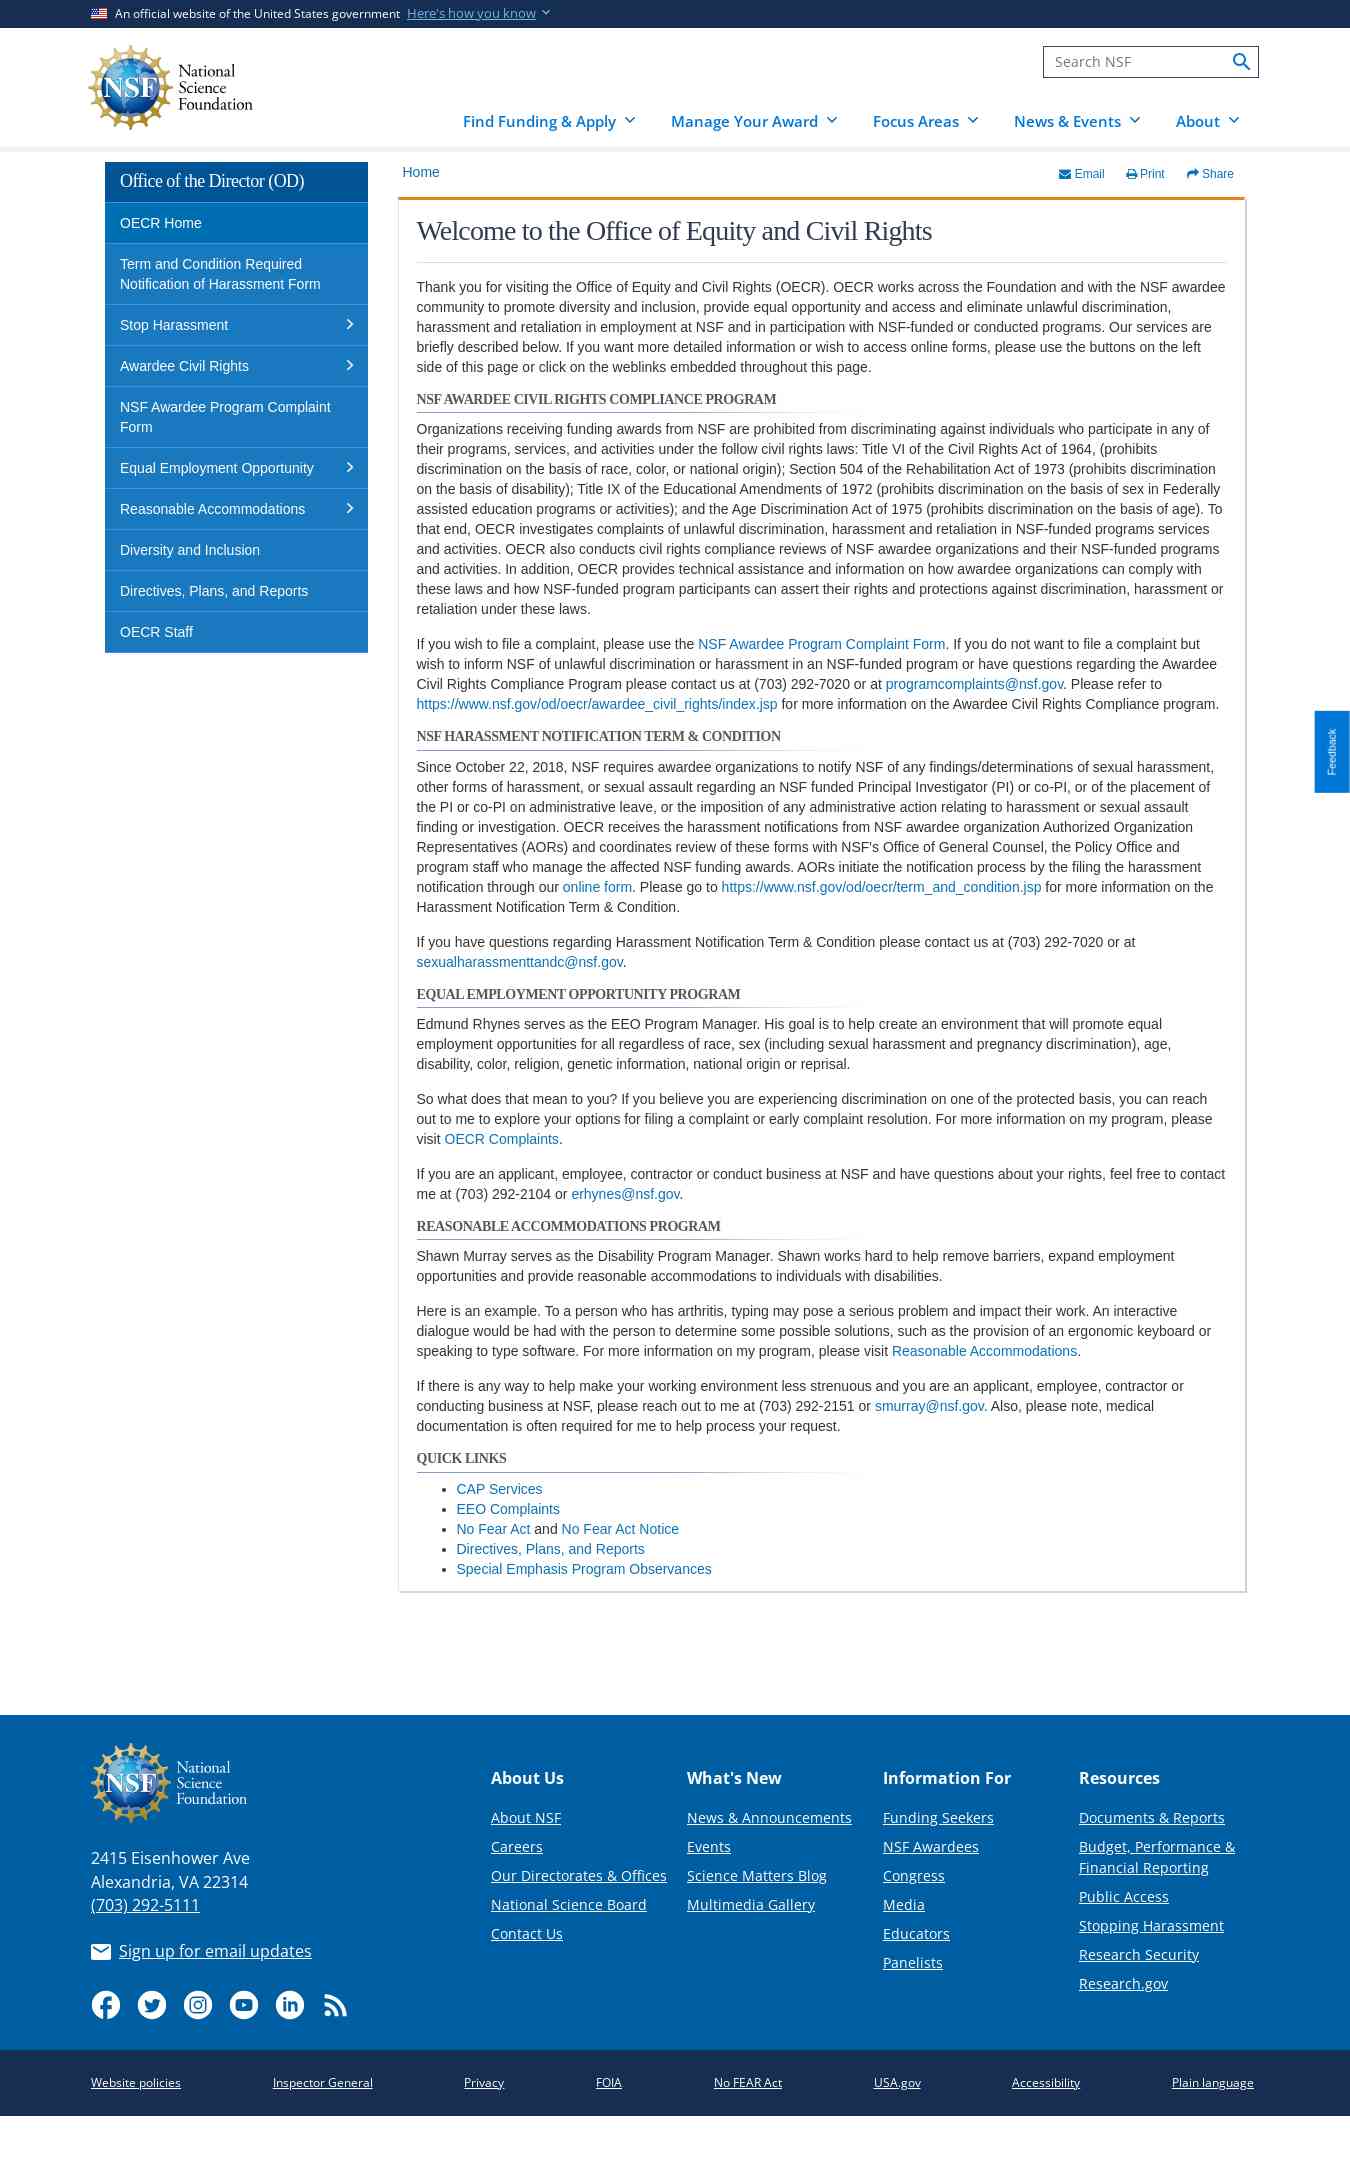 An official website of the United States government Here's how you know
National
Science
Foundation
NSF
Search NSF
Find Funding & Apply
Manage Your Award
Focus Areas
News & Events
About
Office of the Director (OD)
OECR Home
Term and Condition Required
Notification of Harassment Form
Stop Harassment
Awardee Civil Rights
NSF Awardee Program Complaint
Form
Equal Employment Opportunity
Reasonable Accommodations
Diversity and Inclusion
Directives, Plans, and Reports
OECR Staff
Home
Email
Print
Share
Welcome to the Office of Equity and Civil Rights
Thank you for visiting the Office of Equity and Civil Rights (OECR). OECR works across the Foundation and with the NSF awardee
community to promote diversity and inclusion, provide equal opportunity and access and eliminate unlawful discrimination,
harassment and retaliation in employment at NSF and in participation with NSF-funded or conducted programs. Our services are
briefly described below. If you want more detailed information or wish to access online forms, please use the buttons on the left
side of this page or click on the weblinks embedded throughout this page.
NSF AWARDEE CIVIL RIGHTS COMPLIANCE PROGRAM
Organizations receiving funding awards from NSF are prohibited from discriminating against individuals who participate in any of
their programs, services, and activities under the follow civil rights laws: Title VI of the Civil Rights Act of 1964, (prohibits
discrimination on the basis of race, color, or national origin); Section 504 of the Rehabilitation Act of 1973 (prohibits discrimination
on the basis of disability); Title IX of the Educational Amendments of 1972 (prohibits discrimination on the basis of sex in Federally
assisted education programs or activities); and the Age Discrimination Act of 1975 (prohibits discrimination on the basis of age). To
that end, OECR investigates complaints of unlawful discrimination, harassment and retaliation in NSF-funded programs services
and activities. OECR also conducts civil rights compliance reviews of NSF awardee organizations and their NSF-funded programs
and activities. In addition, OECR provides technical assistance and information on how awardee organizations can comply with
these laws and how NSF-funded program participants can assert their rights and protections against discrimination, harassment or
retaliation under these laws.
If you wish to file a complaint, please use the NSF Awardee Program Complaint Form. If you do not want to file a complaint but
wish to inform NSF of unlawful discrimination or harassment in an NSF-funded program or have questions regarding the Awardee
Civil Rights Compliance Program please contact us at (703) 292-7020 or at programcomplaints@nsf.gov. Please refer to
https://www.nsf.gov/od/oecr/awardee_civil_rights/index.jsp for more information on the Awardee Civil Rights Compliance program.
NSF HARASSMENT NOTIFICATION TERM & CONDITION
Since October 22, 2018, NSF requires awardee organizations to notify NSF of any findings/determinations of sexual harassment,
other forms of harassment, or sexual assault regarding an NSF funded Principal Investigator (PI) or co-PI, or of the placement of
the PI or co-PI on administrative leave, or the imposition of any administrative action relating to harassment or sexual assault
finding or investigation. OECR receives the harassment notifications from NSF awardee organization Authorized Organization
Representatives (AORs) and coordinates review of these forms with NSF's Office of General Counsel, the Policy Office and
program staff who manage the affected NSF funding awards. AORs initiate the notification process by the filing the harassment
notification through our online form. Please go to https://www.nsf.gov/od/oecr/term_and_condition.jsp for more information on the
Harassment Notification Term & Condition.
If you have questions regarding Harassment Notification Term & Condition please contact us at (703) 292-7020 or at
sexualharassmenttandc@nsf.gov.
EQUAL EMPLOYMENT OPPORTUNITY PROGRAM
Edmund Rhynes serves as the EEO Program Manager. His goal is to help create an environment that will promote equal
employment opportunities for all regardless of race, sex (including sexual harassment and pregnancy discrimination), age,
disability, color, religion, genetic information, national origin or reprisal.
So what does that mean to you? If you believe you are experiencing discrimination on one of the protected basis, you can reach
out to me to explore your options for filing a complaint or early complaint resolution. For more information on my program, please
visit OECR Complaints.
If you are an applicant, employee, contractor or conduct business at NSF and have questions about your rights, feel free to contact
me at (703) 292-2104 or erhynes@nsf.gov.
REASONABLE ACCOMMODATIONS PROGRAM
Shawn Murray serves as the Disability Program Manager. Shawn works hard to help remove barriers, expand employment
opportunities and provide reasonable accommodations to individuals with disabilities.
Here is an example. To a person who has arthritis, typing may pose a serious problem and impact their work. An interactive
dialogue would be had with the person to determine some possible solutions, such as the provision of an ergonomic keyboard or
speaking to type software. For more information on my program, please visit Reasonable Accommodations.
If there is any way to help make your working environment less strenuous and you are an applicant, employee, contractor or
conducting business at NSF, please reach out to me at (703) 292-2151 or smurray@nsf.gov. Also, please note, medical
documentation is often required for me to help process your request.
QUICK LINKS
CAP Services
EEO Complaints
No Fear Act and No Fear Act Notice
Directives, Plans, and Reports
Special Emphasis Program Observances
Feedback
NSF
National
Science
Foundation
2415 Eisenhower Ave
Alexandria, VA 22314
(703) 292-5111
Sign up for email updates
About Us
About NSF
Careers
Our Directorates & Offices
National Science Board
Contact Us
What's New
News & Announcements
Events
Science Matters Blog
Multimedia Gallery
Information For
Funding Seekers
NSF Awardees
Congress
Media
Educators
Panelists
Resources
Documents & Reports
Budget, Performance &
Financial Reporting
Public Access
Stopping Harassment
Research Security
Research.gov
Website policies
Inspector General
Privacy
FOIA
No FEAR Act
USA.gov
Accessibility
Plain language